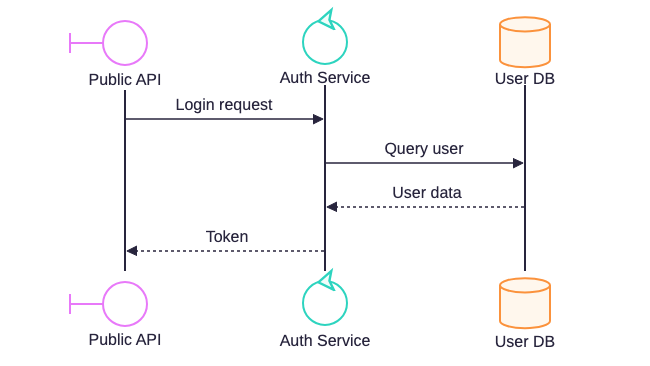 Public API
Auth Service
User DB
Login request
Query user
User data
Token
Public API
Auth Service
User DB